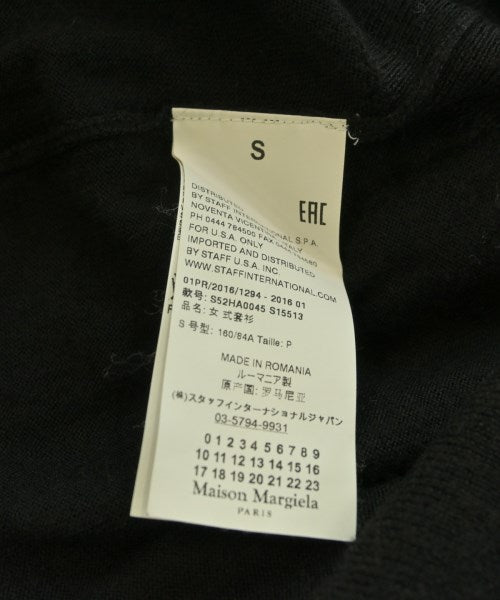 S
EAC
DISTRIBUTED
BY STAFF INTERNATIONAL S.P.A.
NOVENTA VICENTINA ITALY
PH 0444 784500 FAX
FOR U.S.A. ONLY
IMPORTED AND DISTRIBUTED
BY STAFF U.S.A. INC
WWW.STAFFINTERNATIONAL.COM
01PR/2016/1294 - 2016 01
款号: S52HA0045 S15513
品名: 女 式套衫
S 号型: 160/84A Taille: P
MADE IN ROMANIA
ルーマニア製
原产国: 罗马尼亚
(株)スタッフインターナショナルジャパン
03-5794-9931
0 1 2 3 4 5 6 7 8 9
10 11 12 13 14 15 16
17 18 19 20 21 22 23
Maison Margiela
PARIS